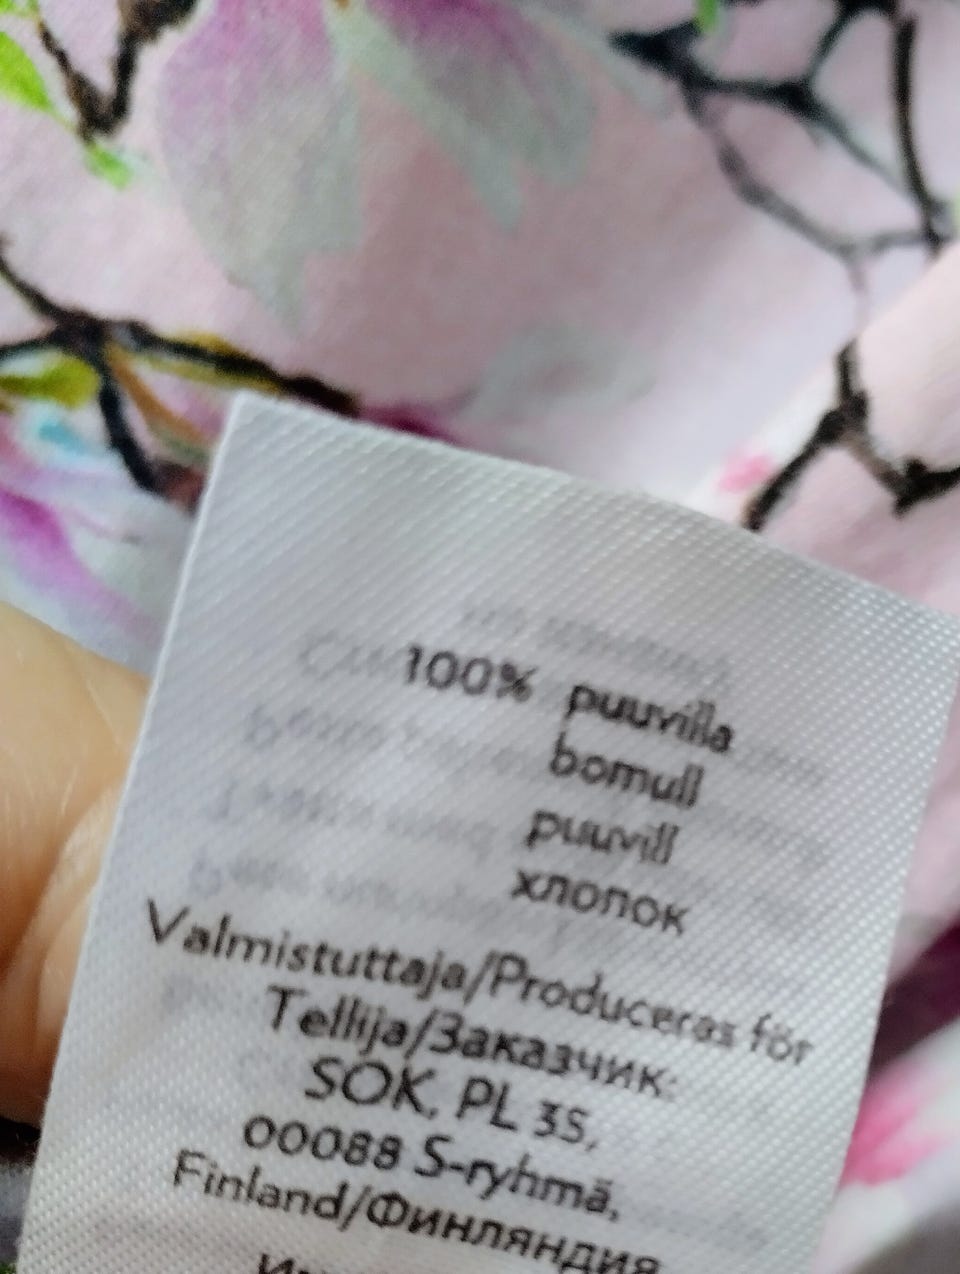 100% puuvilla
bomull
puuvill
хлопок
Valmistuttaja/Produceras för
Tellija/Заказчик:
SOK, PL 35,
00088 S-ryhmä,
Finland/Финляндия